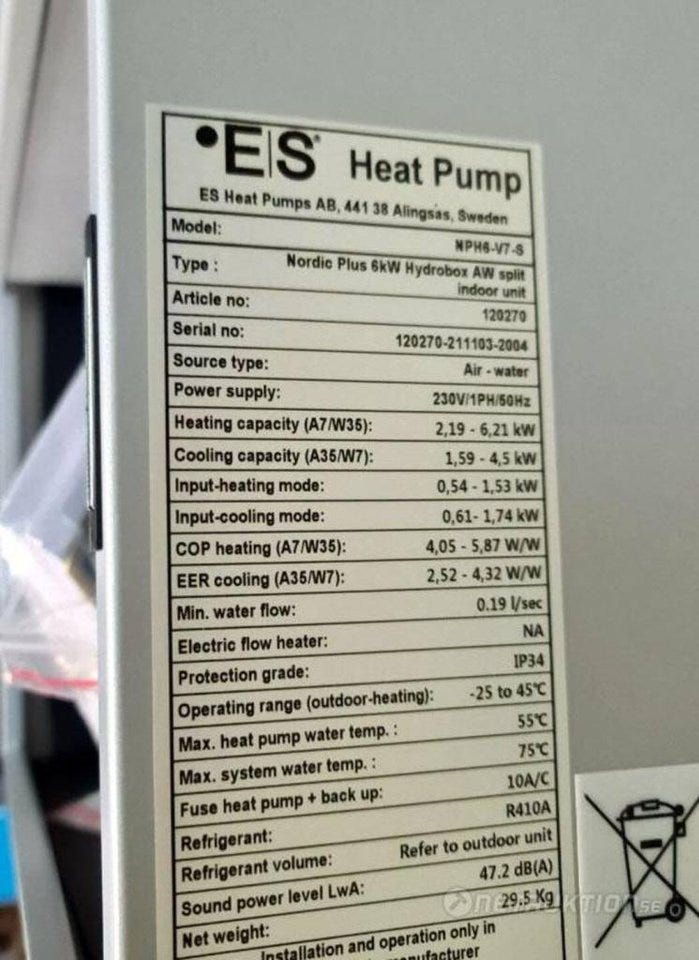 •E|S® Heat Pump
ES Heat Pumps AB, 441 38 Alingsås, Sweden
Model: NPH6-V7-S
Type : Nordic Plus 6kW Hydrobox AW split
indoor unit
Article no: 120270
Serial no: 120270-211103-2004
Source type: Air - water
Power supply: 230V/1PH/50Hz
Heating capacity (A7/W35): 2,19 - 6,21 kW
Cooling capacity (A35/W7): 1,59 - 4,5 kW
Input-heating mode: 0,54 - 1,53 kW
Input-cooling mode: 0,61- 1,74 kW
COP heating (A7/W35): 4,05 - 5,87 W/W
EER cooling (A35/W7): 2,52 - 4,32 W/W
Min. water flow: 0.19 l/sec
Electric flow heater: NA
Protection grade: IP34
Operating range (outdoor-heating): -25 to 45℃
Max. heat pump water temp. : 55℃
Max. system water temp. : 75℃
Fuse heat pump + back up: 10A/C
Refrigerant: R410A
Refrigerant volume: Refer to outdoor unit
Sound power level LwA: 47.2 dB(A)
Net weight: 29.5 Kg
Installation and operation only in
manufacturer